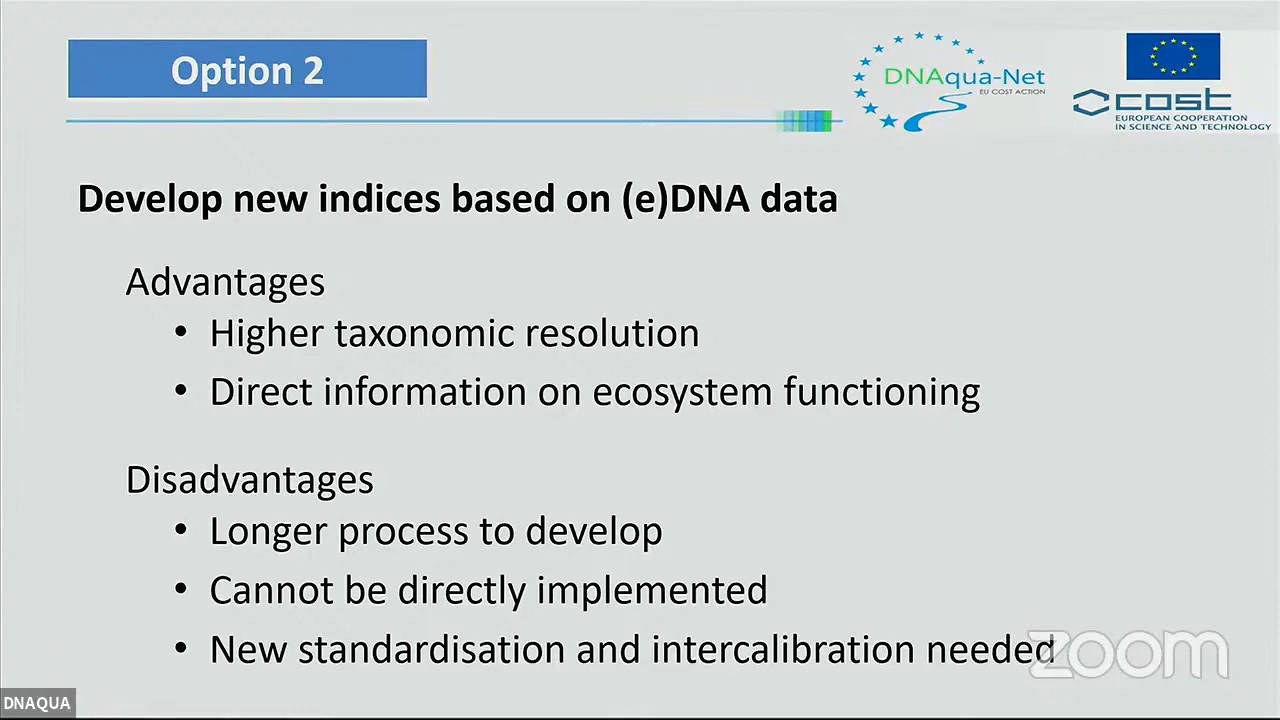 Option 2
DNAqua-Net
EU COST ACTION
cost
EUROPEAN COOPERATION
IN SCIENCE AND TECHNOLOGY
Develop new indices based on (e)DNA data
Advantages
• Higher taxonomic resolution
• Direct information on ecosystem functioning
Disadvantages
• Longer process to develop
• Cannot be directly implemented
• New standardisation and intercalibration needed
zoom
DNAQUA